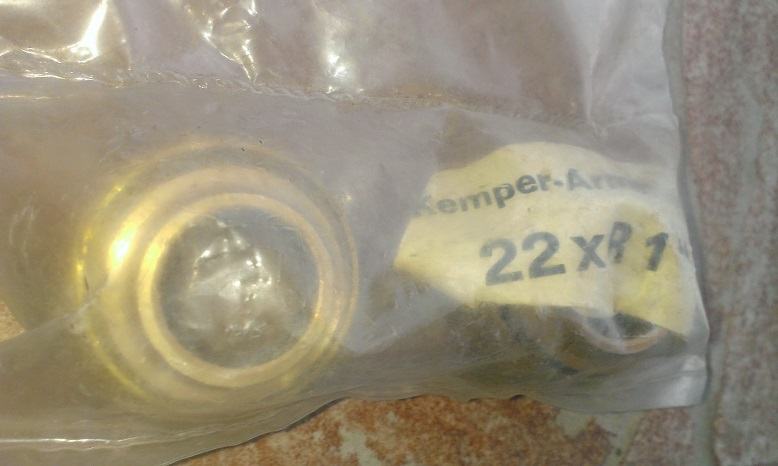 Kemper-Arm
22 x R 1"